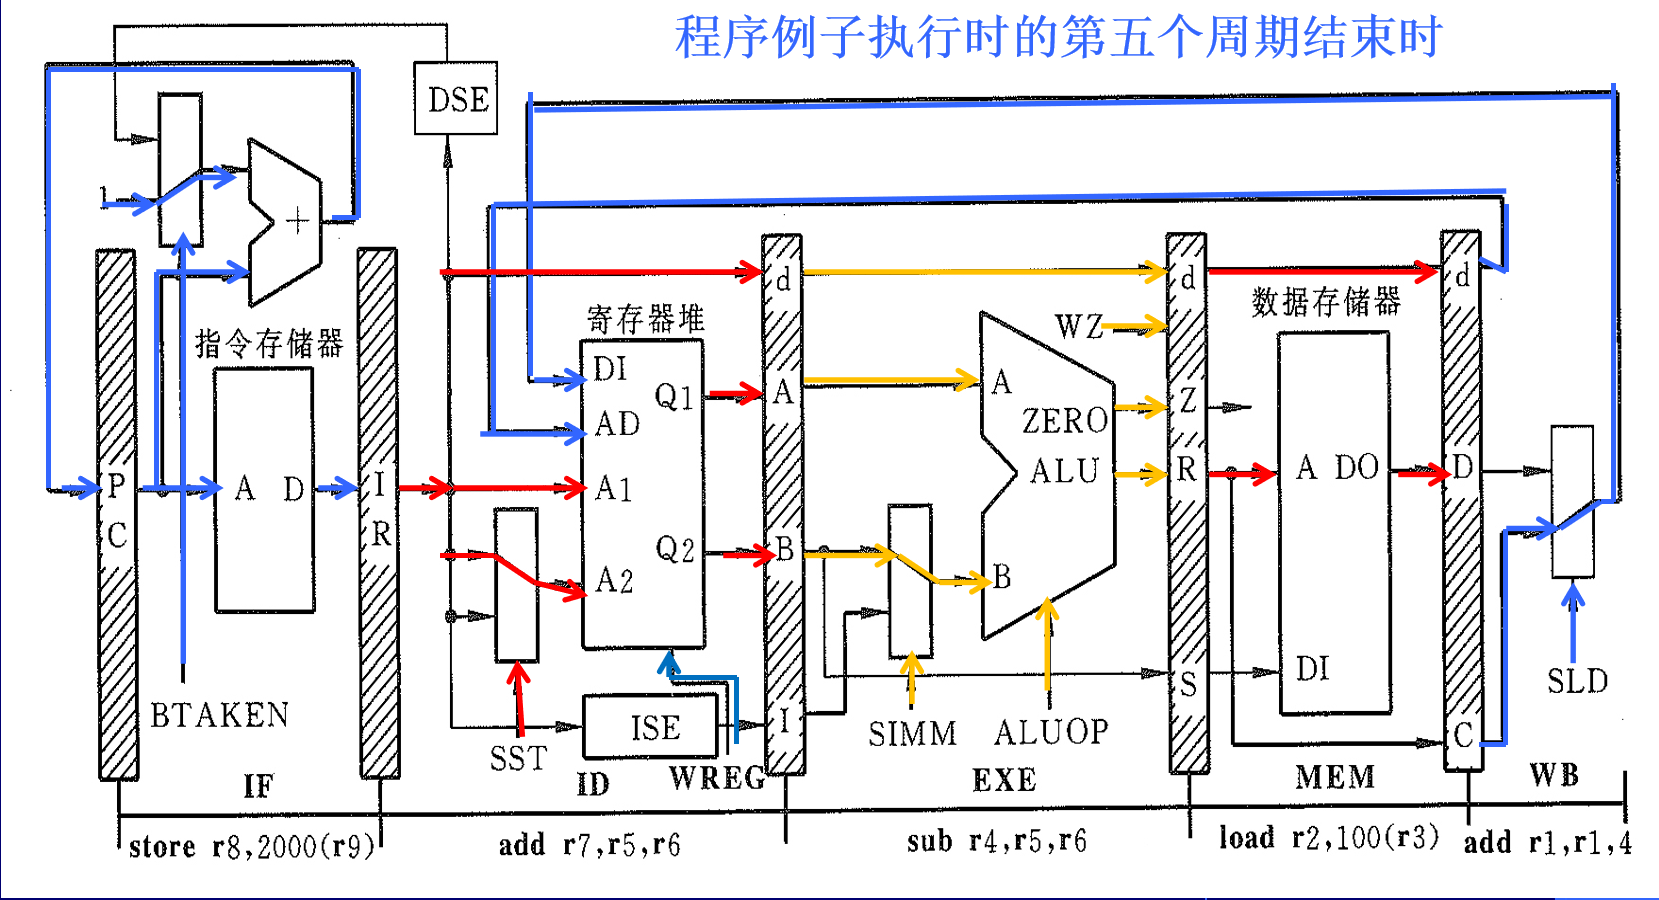 程序例子执行时的第五个周期结束时
DSE
1
+
d
d
d
指令存储器
寄存器堆
WZ
数据存储器
DI
Q1
A
A
Z
AD
ZERO
PC
A
D
IR
A1
ALU
R
A
DO
D
Q2
B
A2
B
DI
S
SLD
BTAKEN
ISE
I
SIMM
ALUOP
C
SST
IF
ID
WREG
EXE
MEM
WB
store r8,2000(r9)
add r7,r5,r6
sub r4,r5,r6
load r2,100(r3)
add r1,r1,4